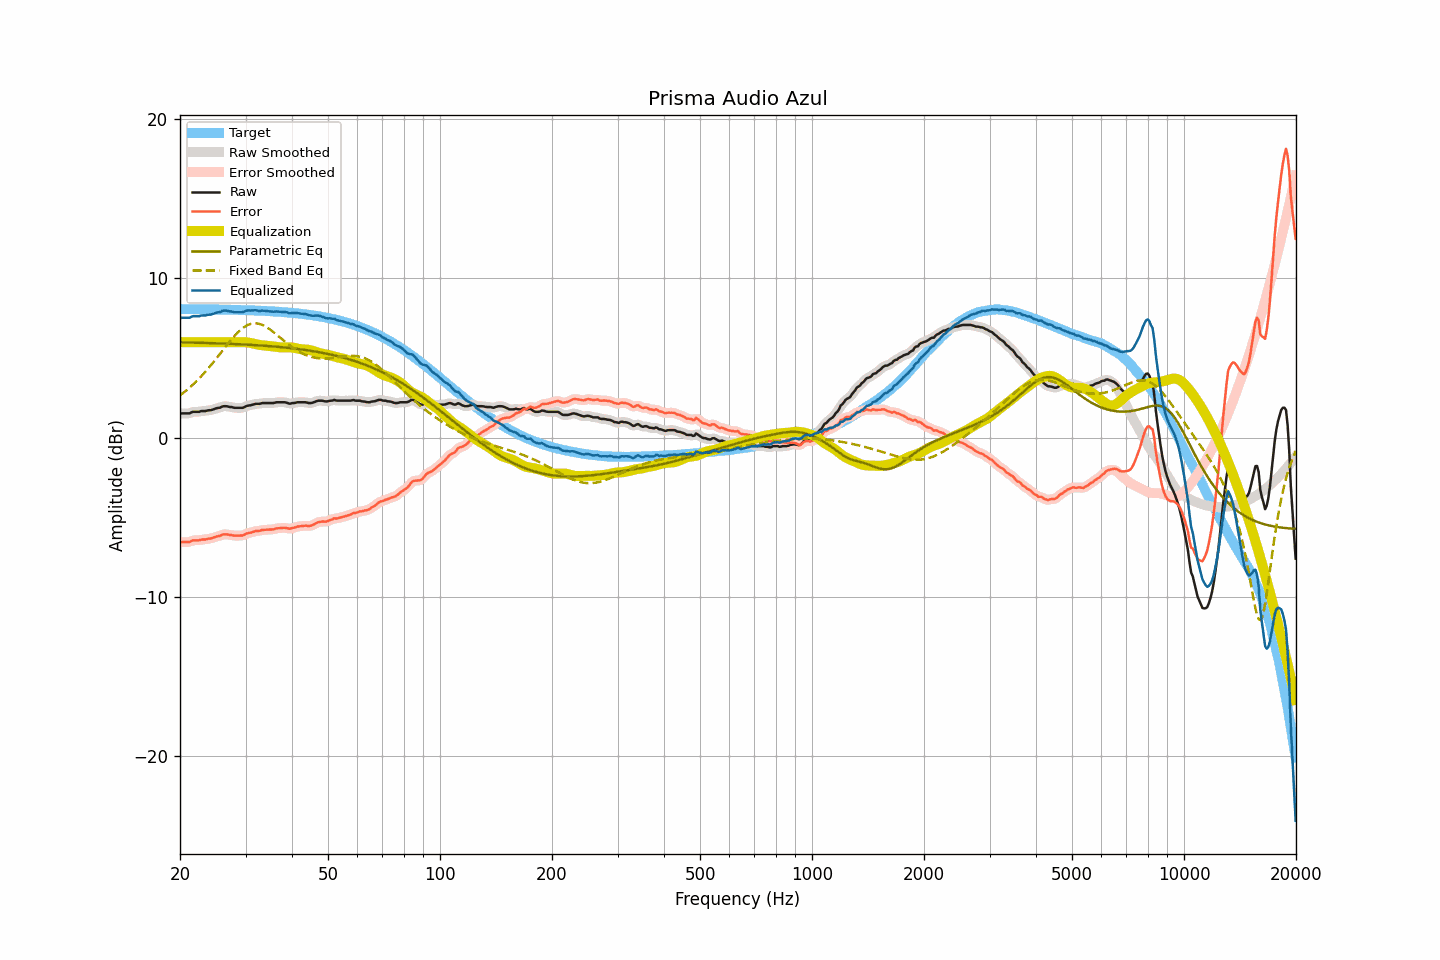 Prisma Audio Azul
20
10
0
−10
−20
Amplitude (dBr)
Target
Raw Smoothed
Error Smoothed
Raw
Error
Equalization
Parametric Eq
Fixed Band Eq
Equalized
20 50 100 200 500 1000 2000 5000 10000 20000
Frequency (Hz)